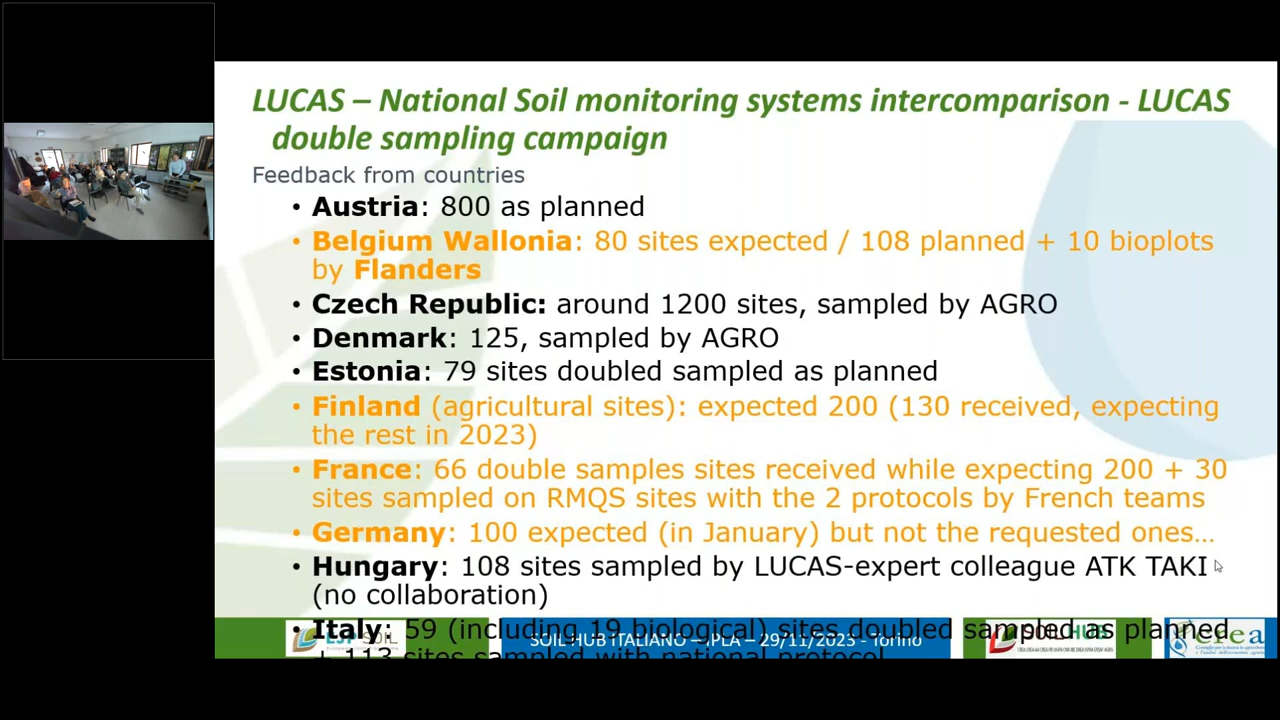 LUCAS – National Soil monitoring systems intercomparison - LUCAS
double sampling campaign
Feedback from countries
• Austria: 800 as planned
• Belgium Wallonia: 80 sites expected / 108 planned + 10 bioplots
by Flanders
• Czech Republic: around 1200 sites, sampled by AGRO
• Denmark: 125, sampled by AGRO
• Estonia: 79 sites doubled sampled as planned
• Finland (agricultural sites): expected 200 (130 received, expecting
the rest in 2023)
• France: 66 double samples sites received while expecting 200 + 30
sites sampled on RMQS sites with the 2 protocols by French teams
• Germany: 100 expected (in January) but not the requested ones…
• Hungary: 108 sites sampled by LUCAS-expert colleague ATK TAKI
(no collaboration)
• Italy: 59 (including 19 biological) sites doubled sampled as planned
+ 113 sites sampled with national protocol
EJP SOIL
SOIL HUB ITALIANO – IPLA – 29/11/2023 - Torino
SOIL HUB
crea